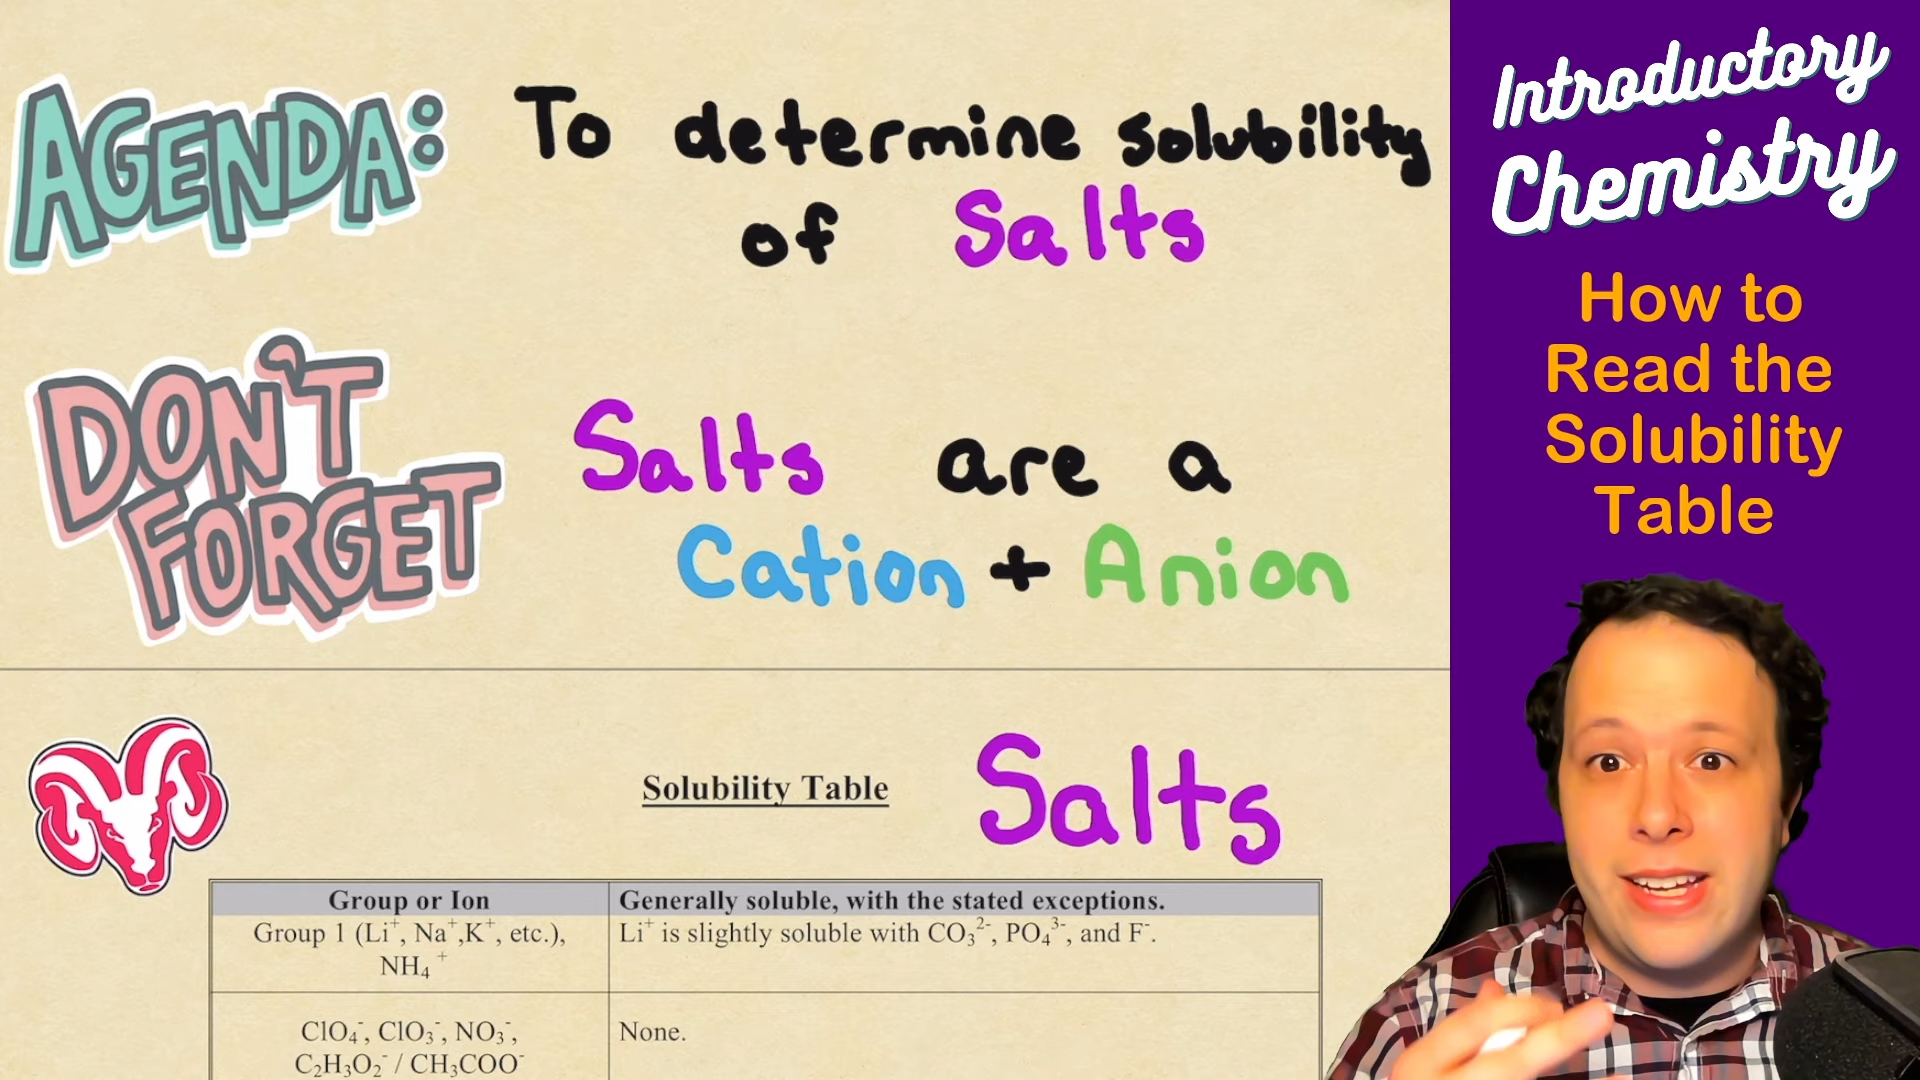 AGENDA:
To determine solubility
of Salts
DON'T
FORGET
Salts are a
Cation + Anion
Solubility Table
Salts
Group or Ion
Generally soluble, with the stated exceptions.
Group 1 (Li⁺, Na⁺,K⁺, etc.),
NH₄⁺
Li⁺ is slightly soluble with CO₃²⁻, PO₄³⁻, and F⁻.
ClO₄⁻, ClO₃⁻, NO₃⁻,
C₂H₃O₂⁻ / CH₃COO⁻
None.
Introductory
Chemistry
How to
Read the
Solubility
Table